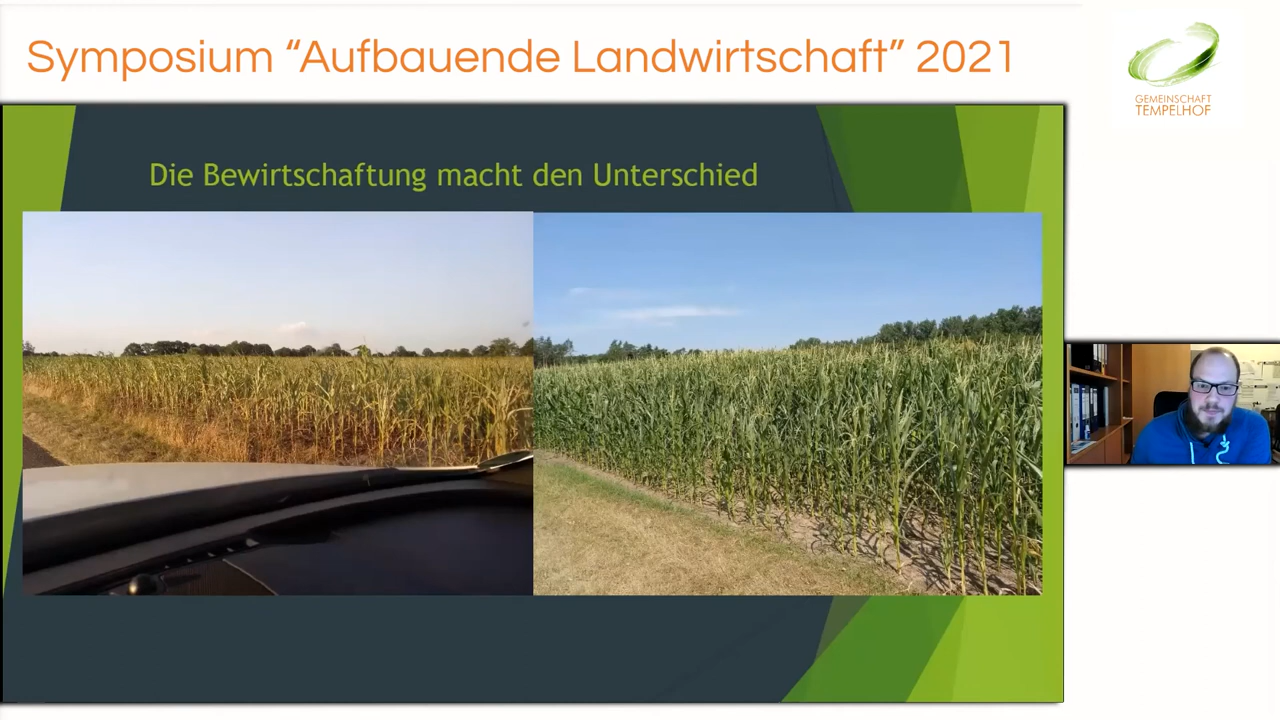 Symposium “Aufbauende Landwirtschaft” 2021
GEMEINSCHAFT
TEMPELHOF
Die Bewirtschaftung macht den Unterschied